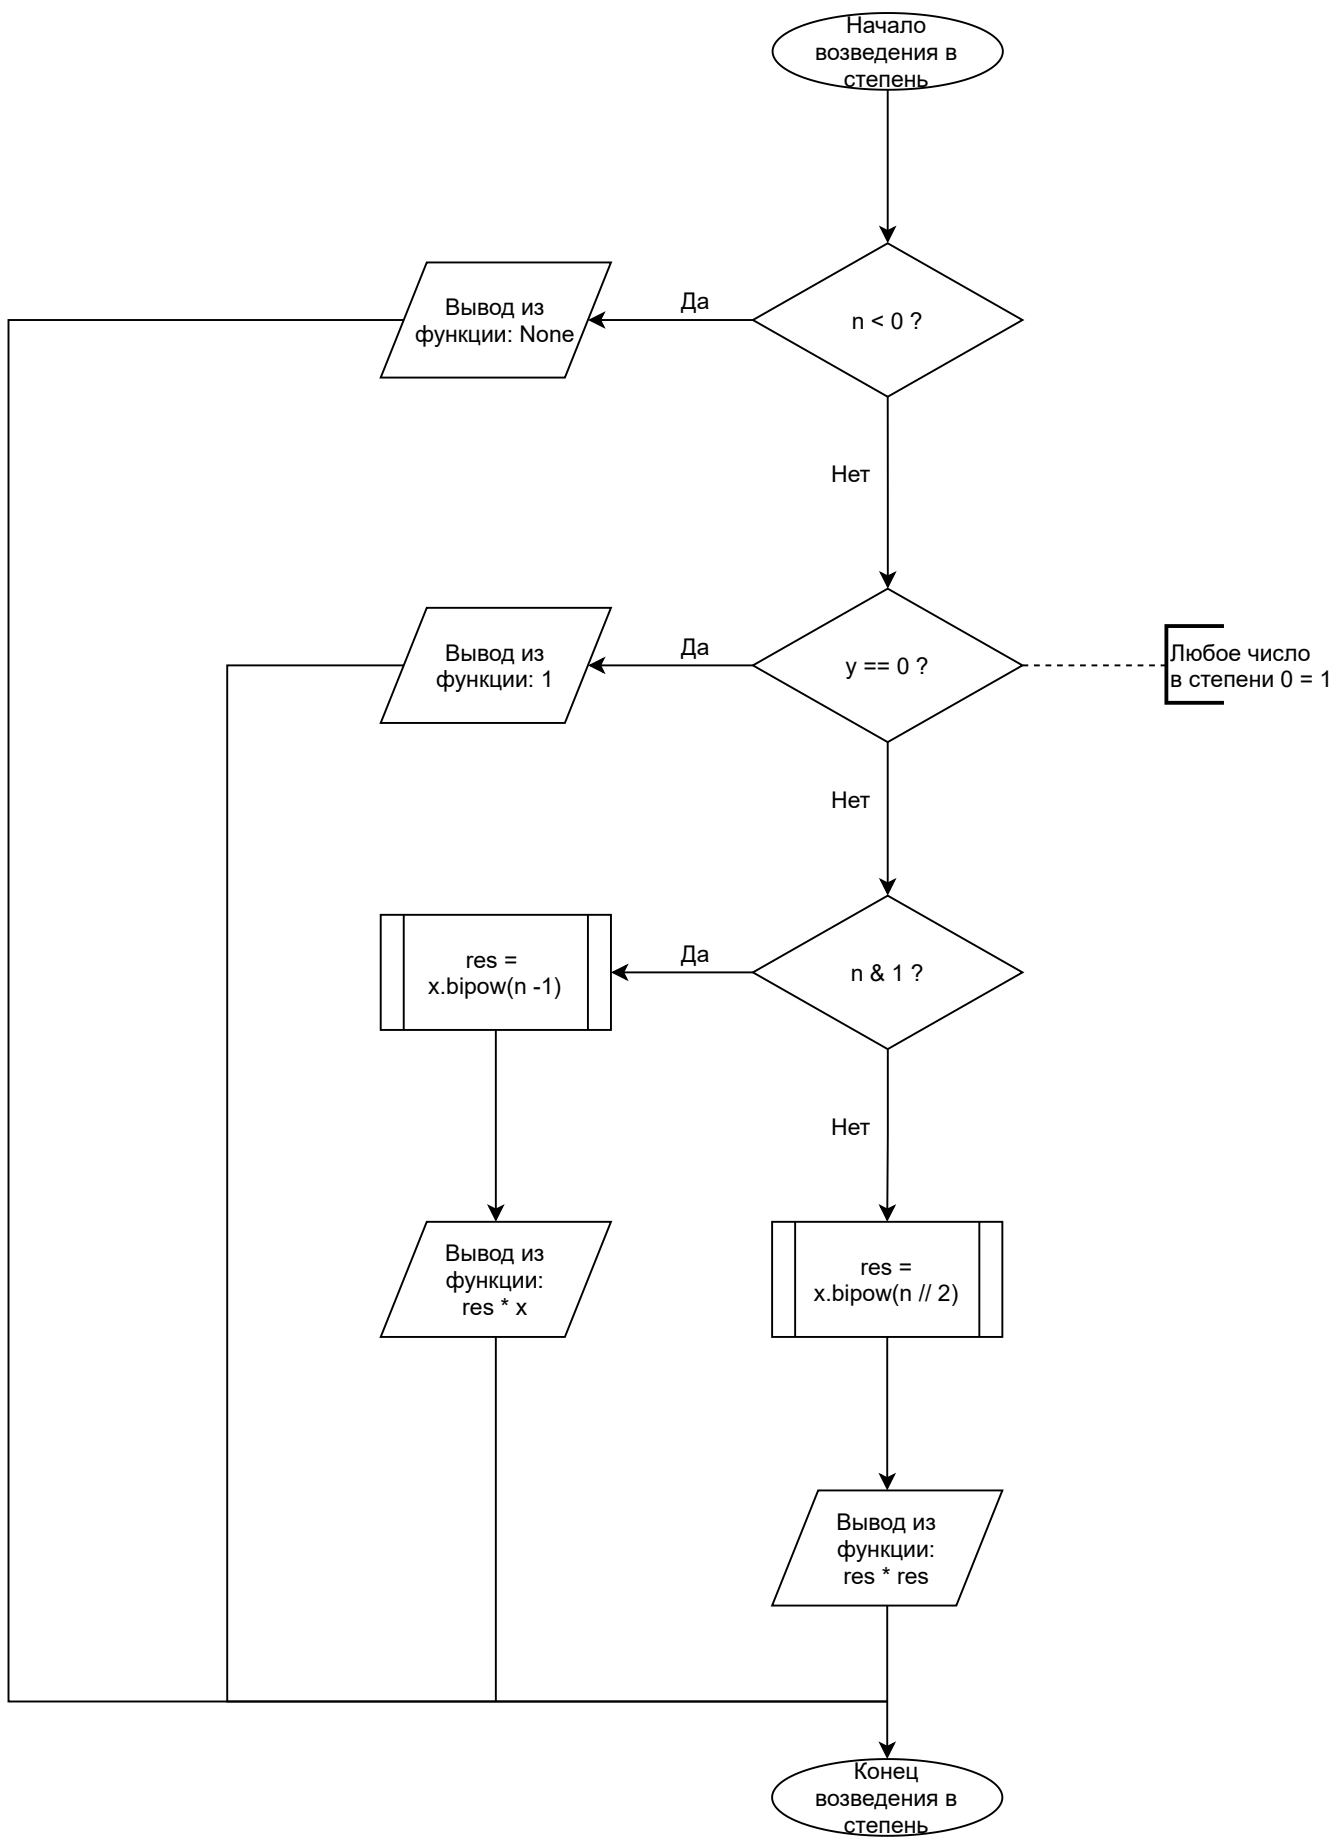 Начало
возведения в
степень
n < 0 ?
Да
Вывод из
функции: None
Нет
y == 0 ?
Да
Вывод из
функции: 1
Любое число
в степени 0 = 1
Нет
n & 1 ?
Да
res =
x.bipow(n -1)
Нет
Вывод из
функции:
res * x
res =
x.bipow(n // 2)
Вывод из
функции:
res * res
Конец
возведения в
степень